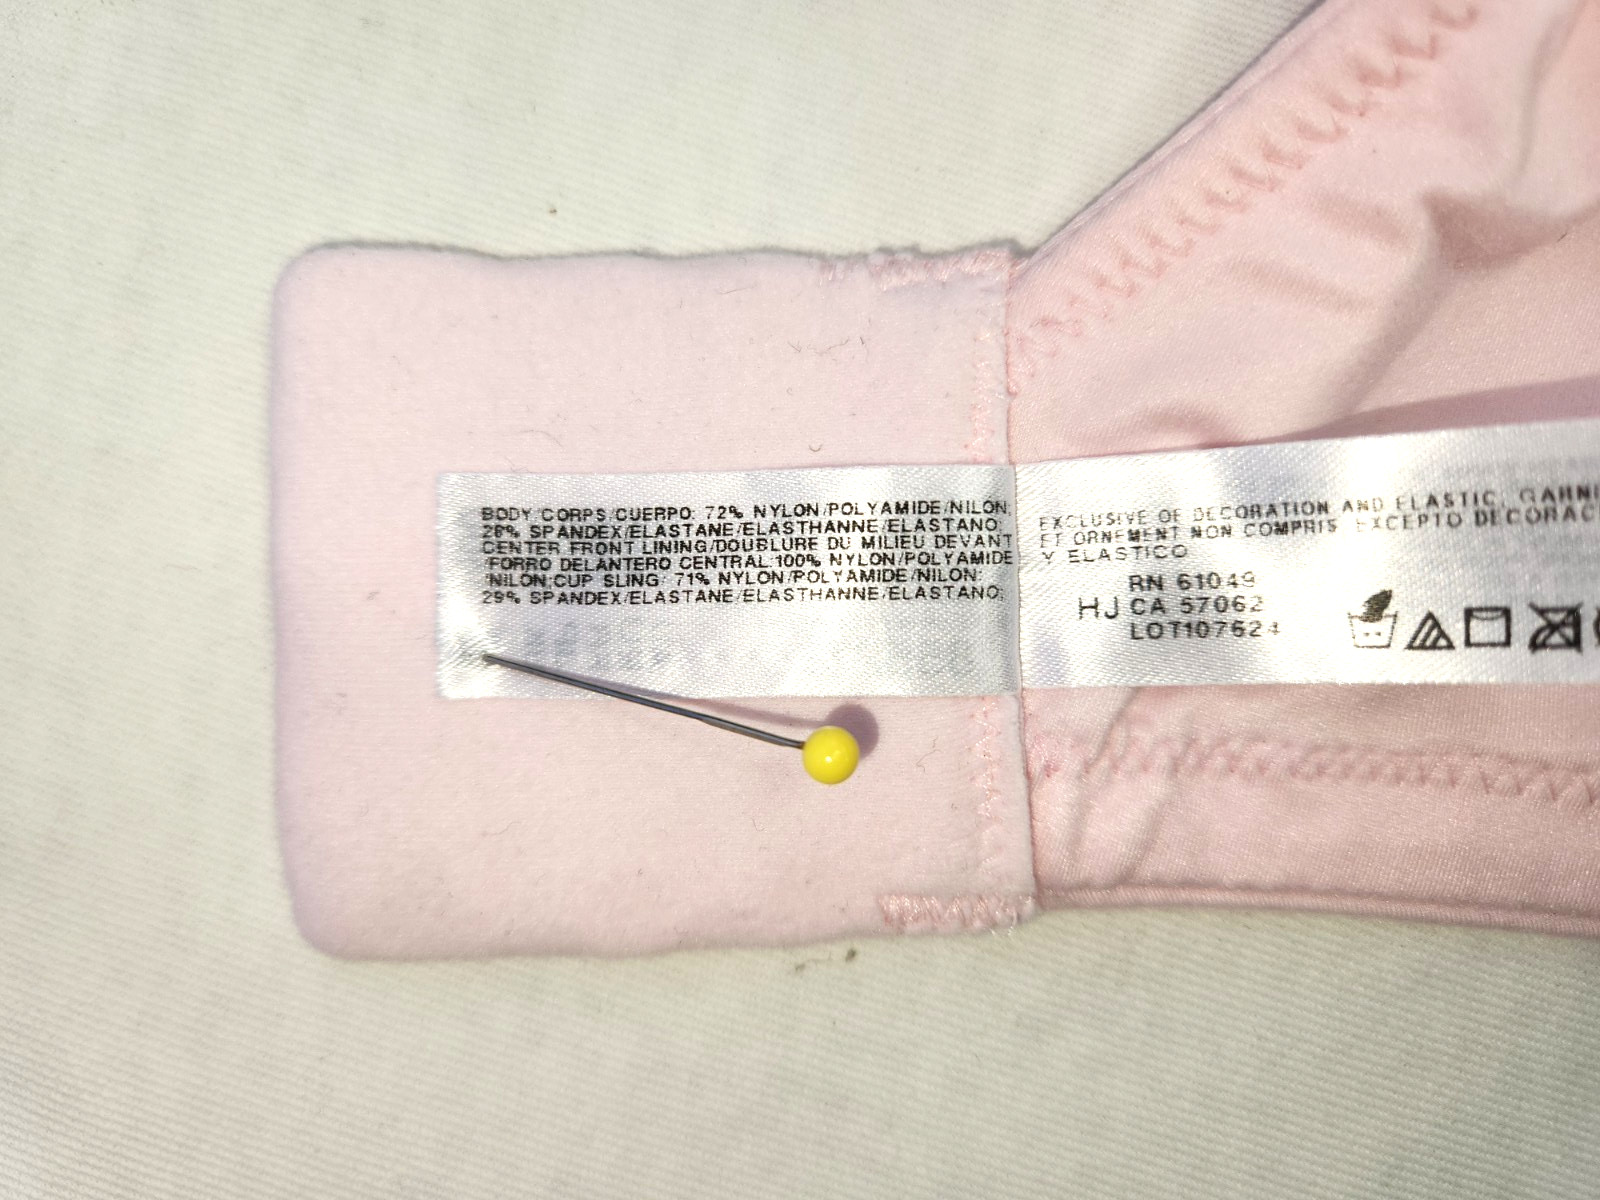 BODY/CORPS/CUERPO: 72% NYLON/POLYAMIDE/NILON;
28% SPANDEX/ELASTANE/ELASTHANNE/ELASTANO;
CENTER FRONT LINING/DOUBLURE DU MILIEU DEVANT
/FORRO DELANTERO CENTRAL:100% NYLON/POLYAMIDE
/NILON;CUP SLING: 71% NYLON/POLYAMIDE/NILON;
29% SPANDEX/ELASTANE/ELASTHANNE/ELASTANO;
EXCLUSIVE OF DECORATION AND ELASTIC; GARNI
ET ORNEMENT NON COMPRIS EXCEPTO DECORAC
Y ELASTICO
RN 61049
HJ CA 57062
LOT107624